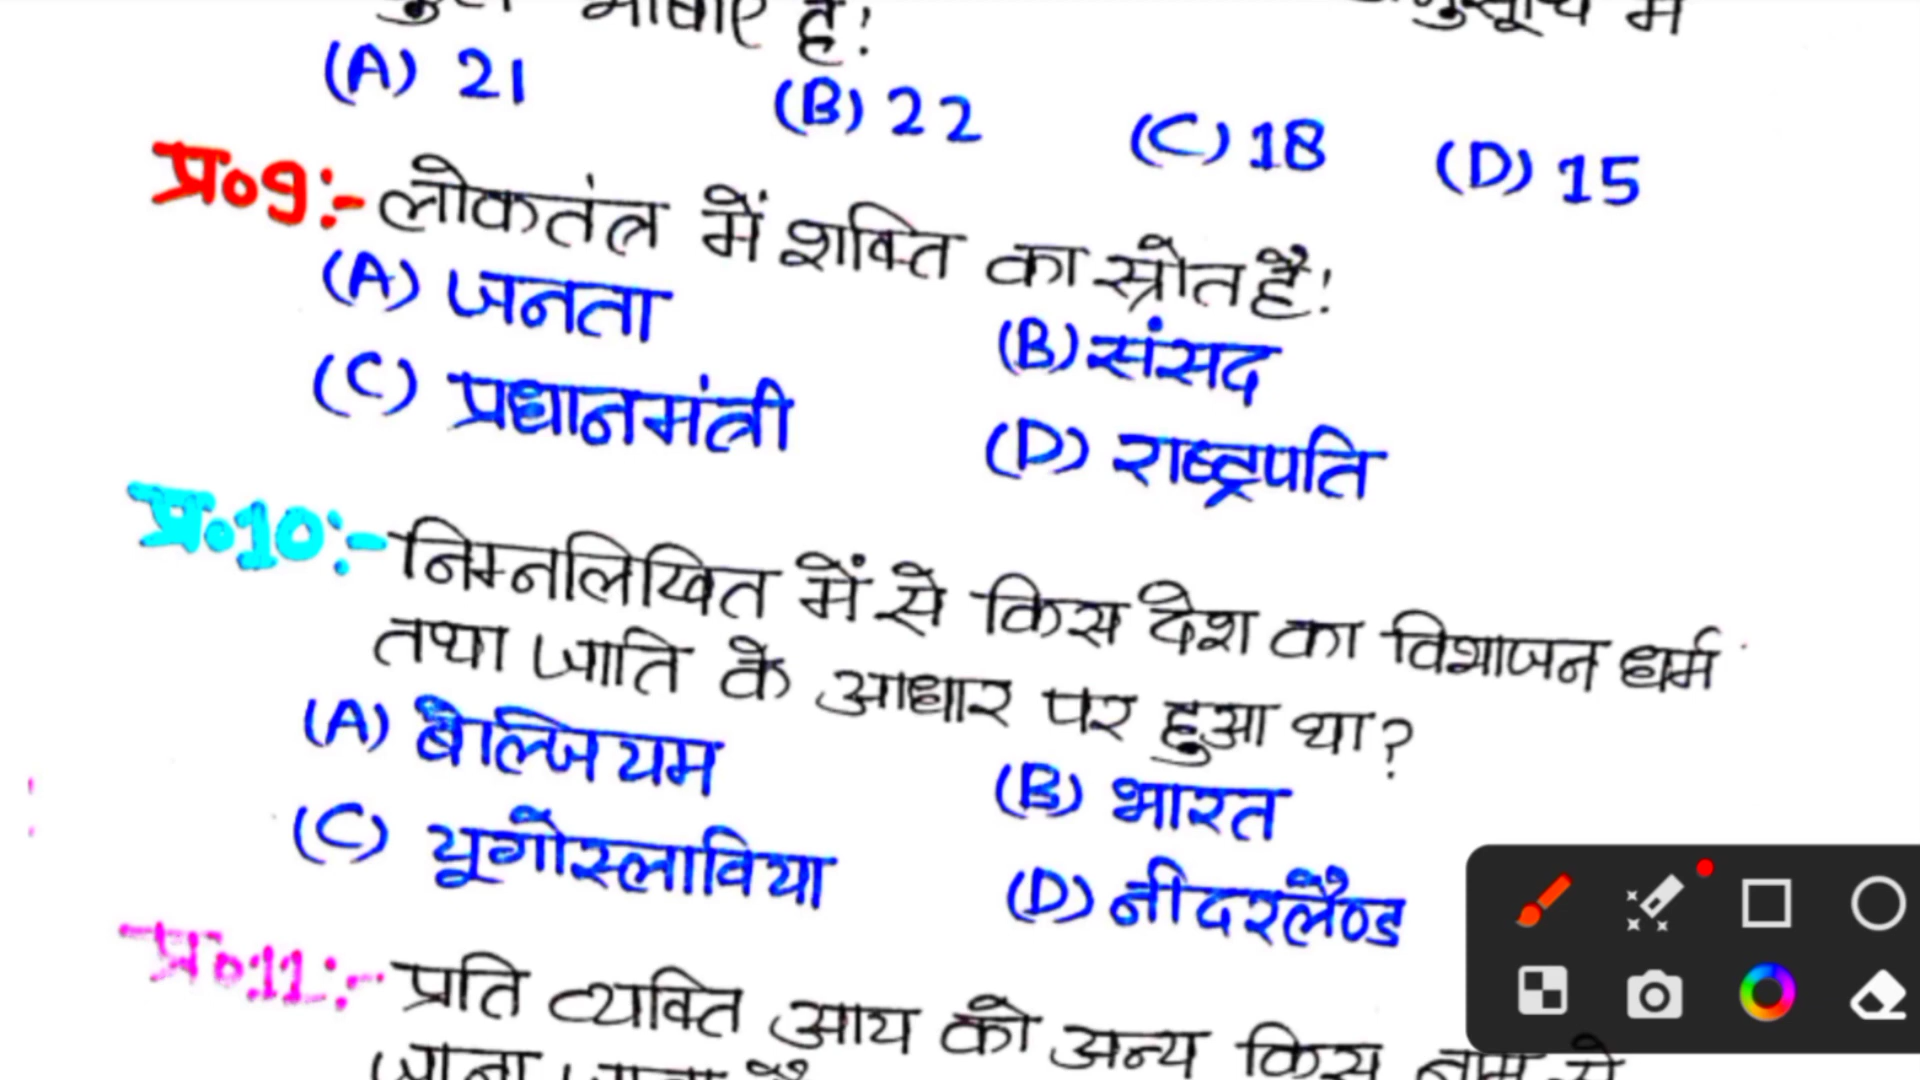 भाषाएँ हैं!
(A) 21 (B) 22 (C) 18 (D) 15
प्र०9:- लोकतंत्र में शक्ति का स्रोत है!
(A) जनता (B) संसद
(C) प्रधानमंत्री (D) राष्ट्रपति
प्र०10:- निम्नलिखित में से किस देश का विभाजन धर्म
तथा जाति के आधार पर हुआ था?
(A) बेल्जियम (B) भारत
(C) यूगोस्लाविया (D) नीदरलैण्ड
प्र०11:- प्रति व्यक्ति आय को अन्य किस नाम से